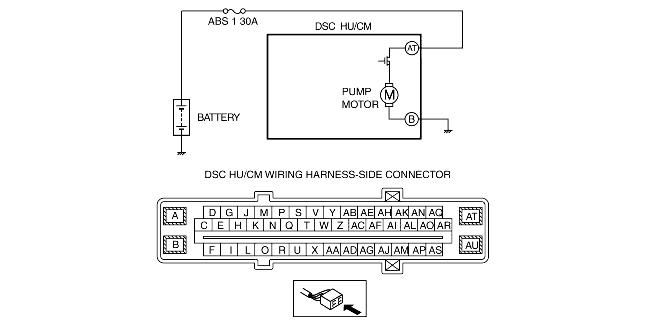 ABS 1 30A
DSC HU/CM
AT
PUMP
MOTOR
M
B
BATTERY
DSC HU/CM WIRING HARNESS-SIDE CONNECTOR
A D G J M P S V Y AB AE AH AK AN AQ AT
C E H K N Q T W Z AC AF AI AL AO AR
B F I L O R U X AA AD AG AJ AM AP AS AU